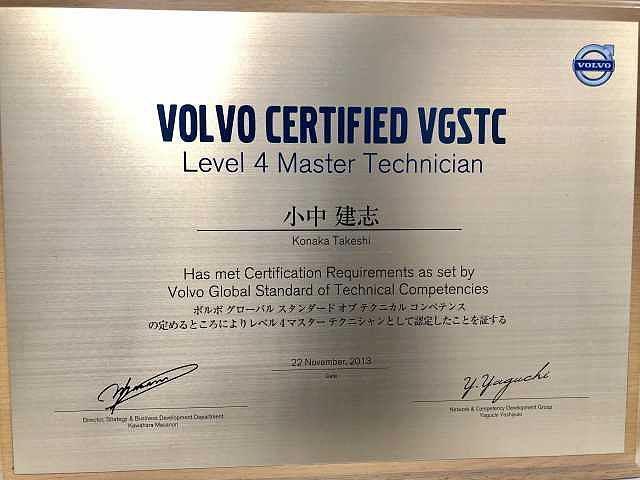 VOLVO
VOLVO CERTIFIED VGSTC
Level 4 Master Technician
小中 建志
Konaka Takeshi
Has met Certification Requirements as set by
Volvo Global Standard of Technical Competencies
ボルボ グローバル スタンダード オブ テクニカル コンペテンス
の定めるところによりレベル4マスター テクニシャンとして認定したことを証する
22 November, 2013
Date
Y. Yaguchi
Director, Strategy & Business Development Department
Kawahara Masanori
Network & Competency Development Group
Yaguchi Yoshiyuki